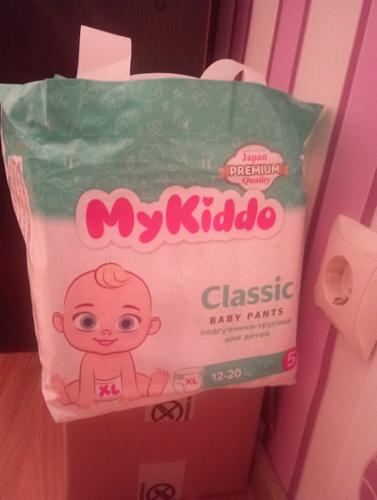 Japan
PREMIUM
Quality
MyKiddo
Classic
BABY PANTS
подгузники-трусики
для детей
XL
XL
12-20
5